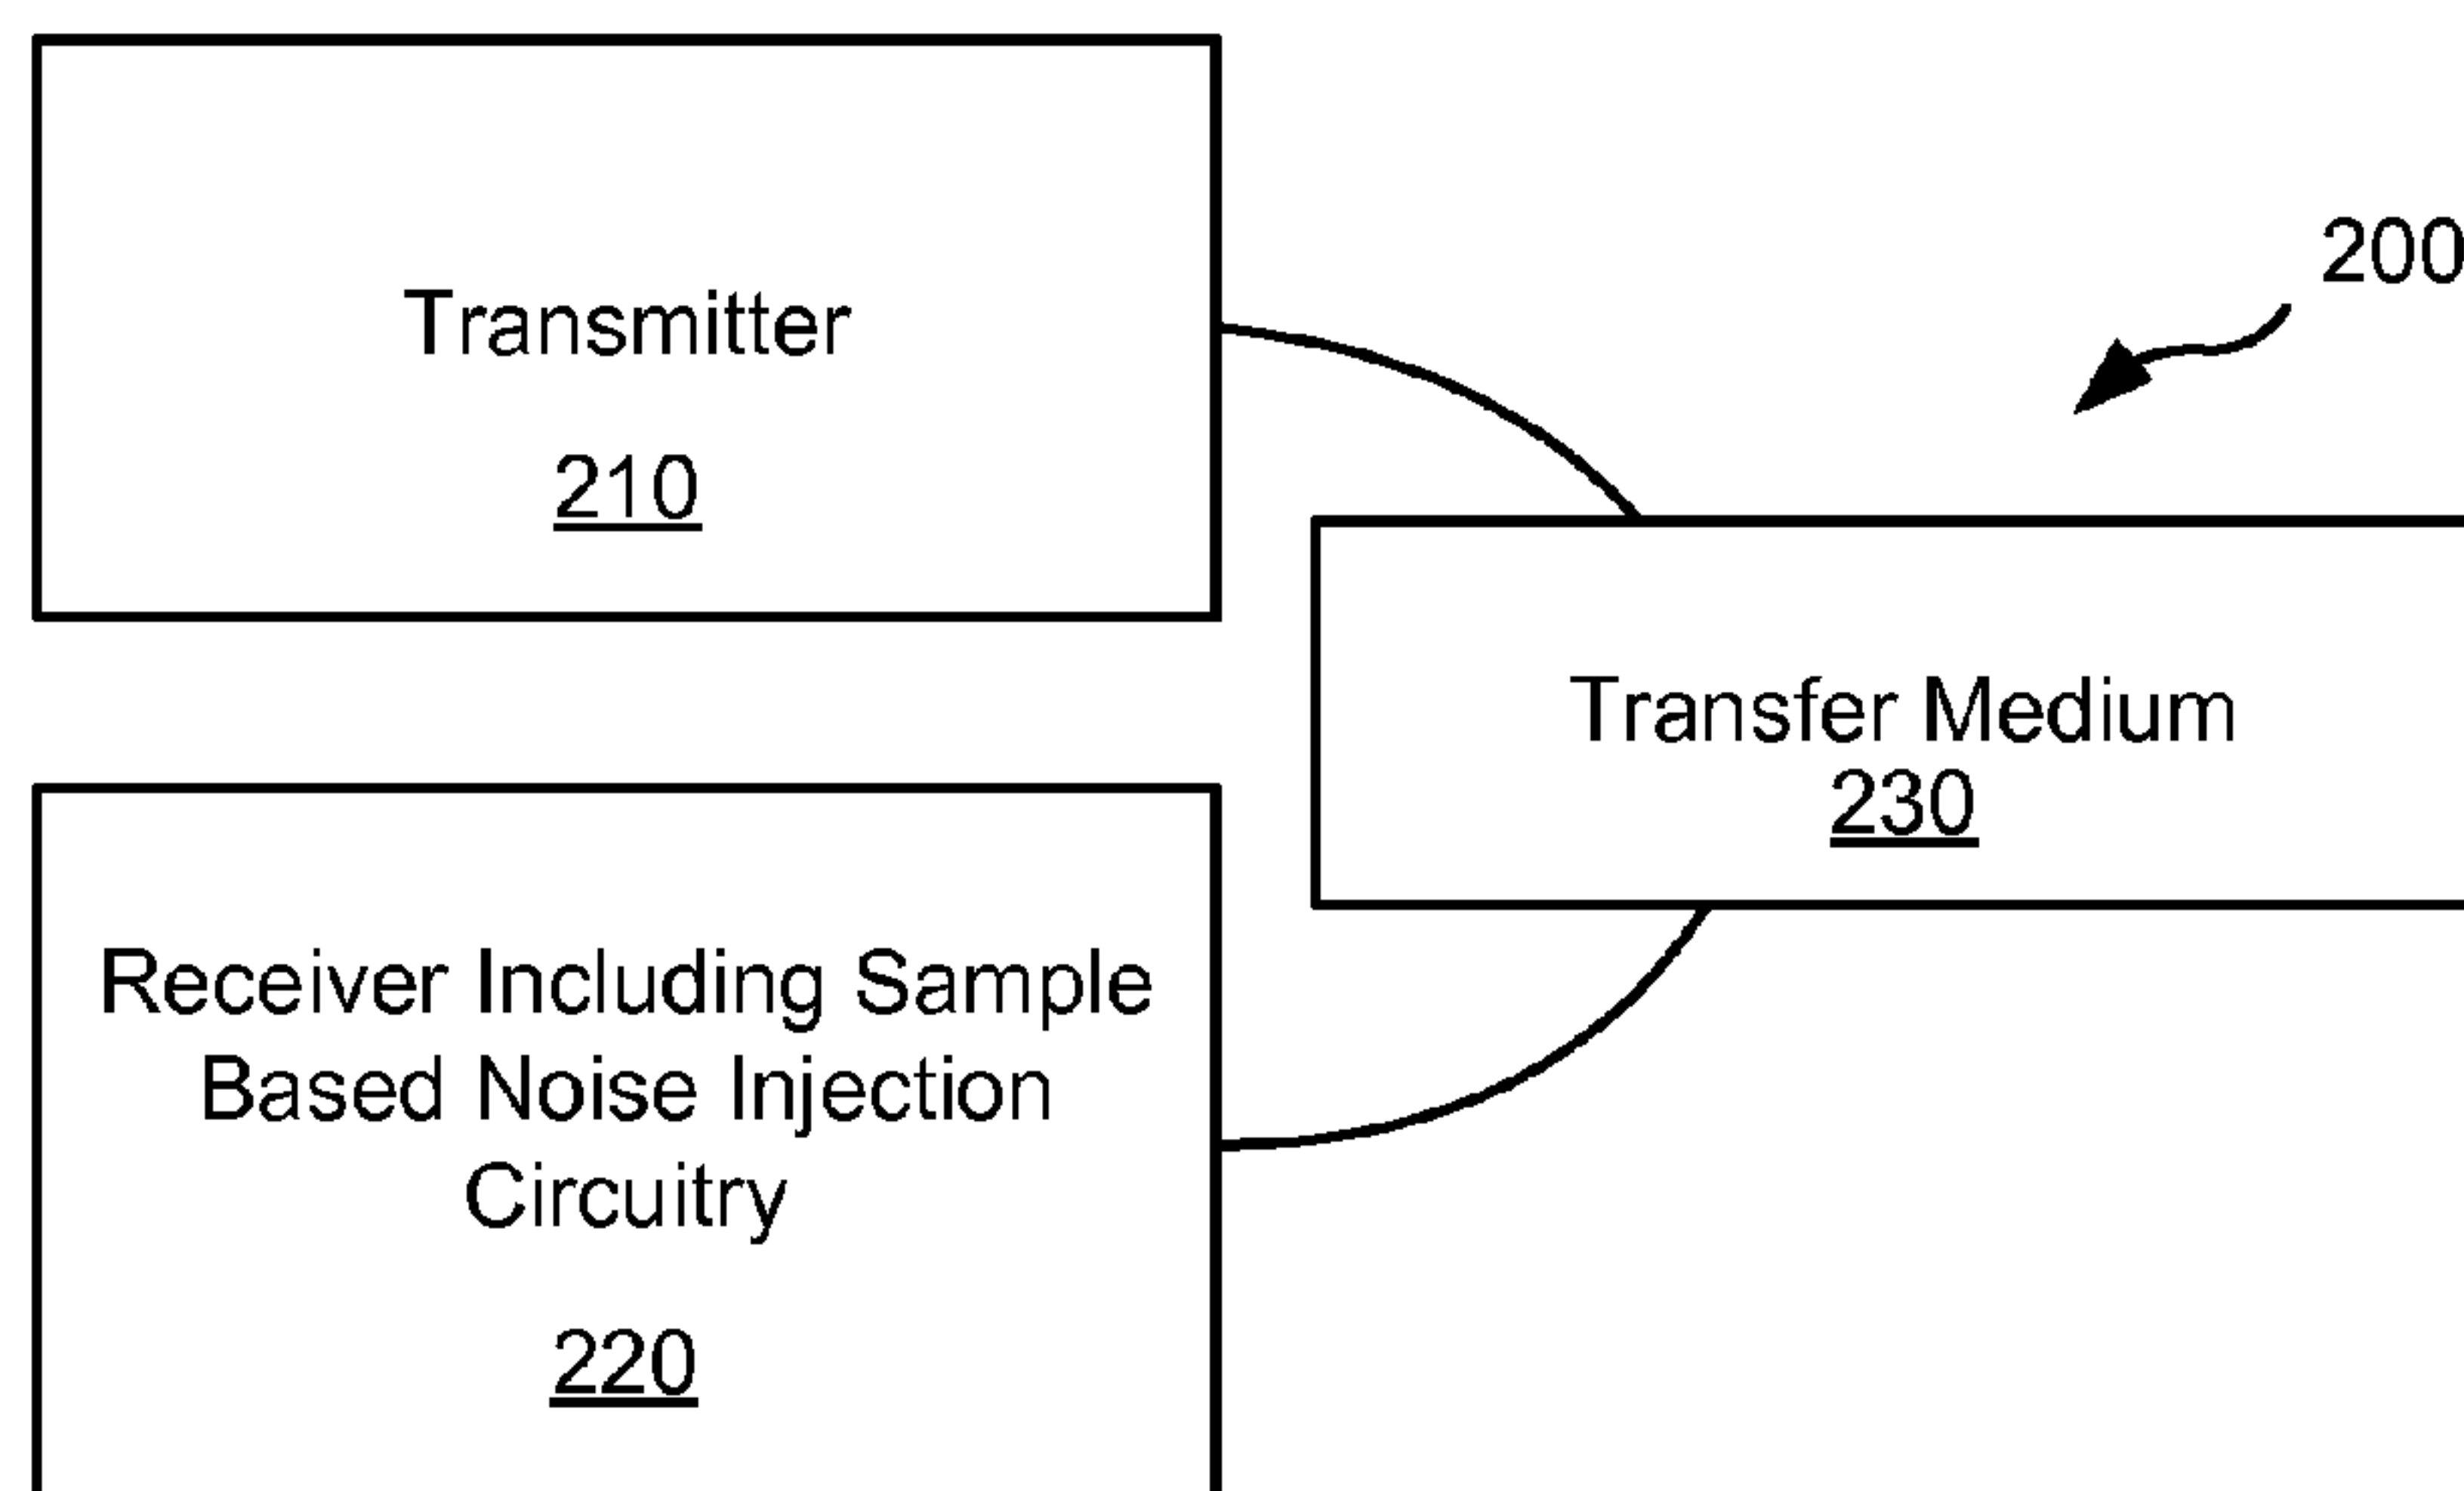 Transmitter
210
200
Transfer Medium
230
Receiver Including Sample
Based Noise Injection
Circuitry
220